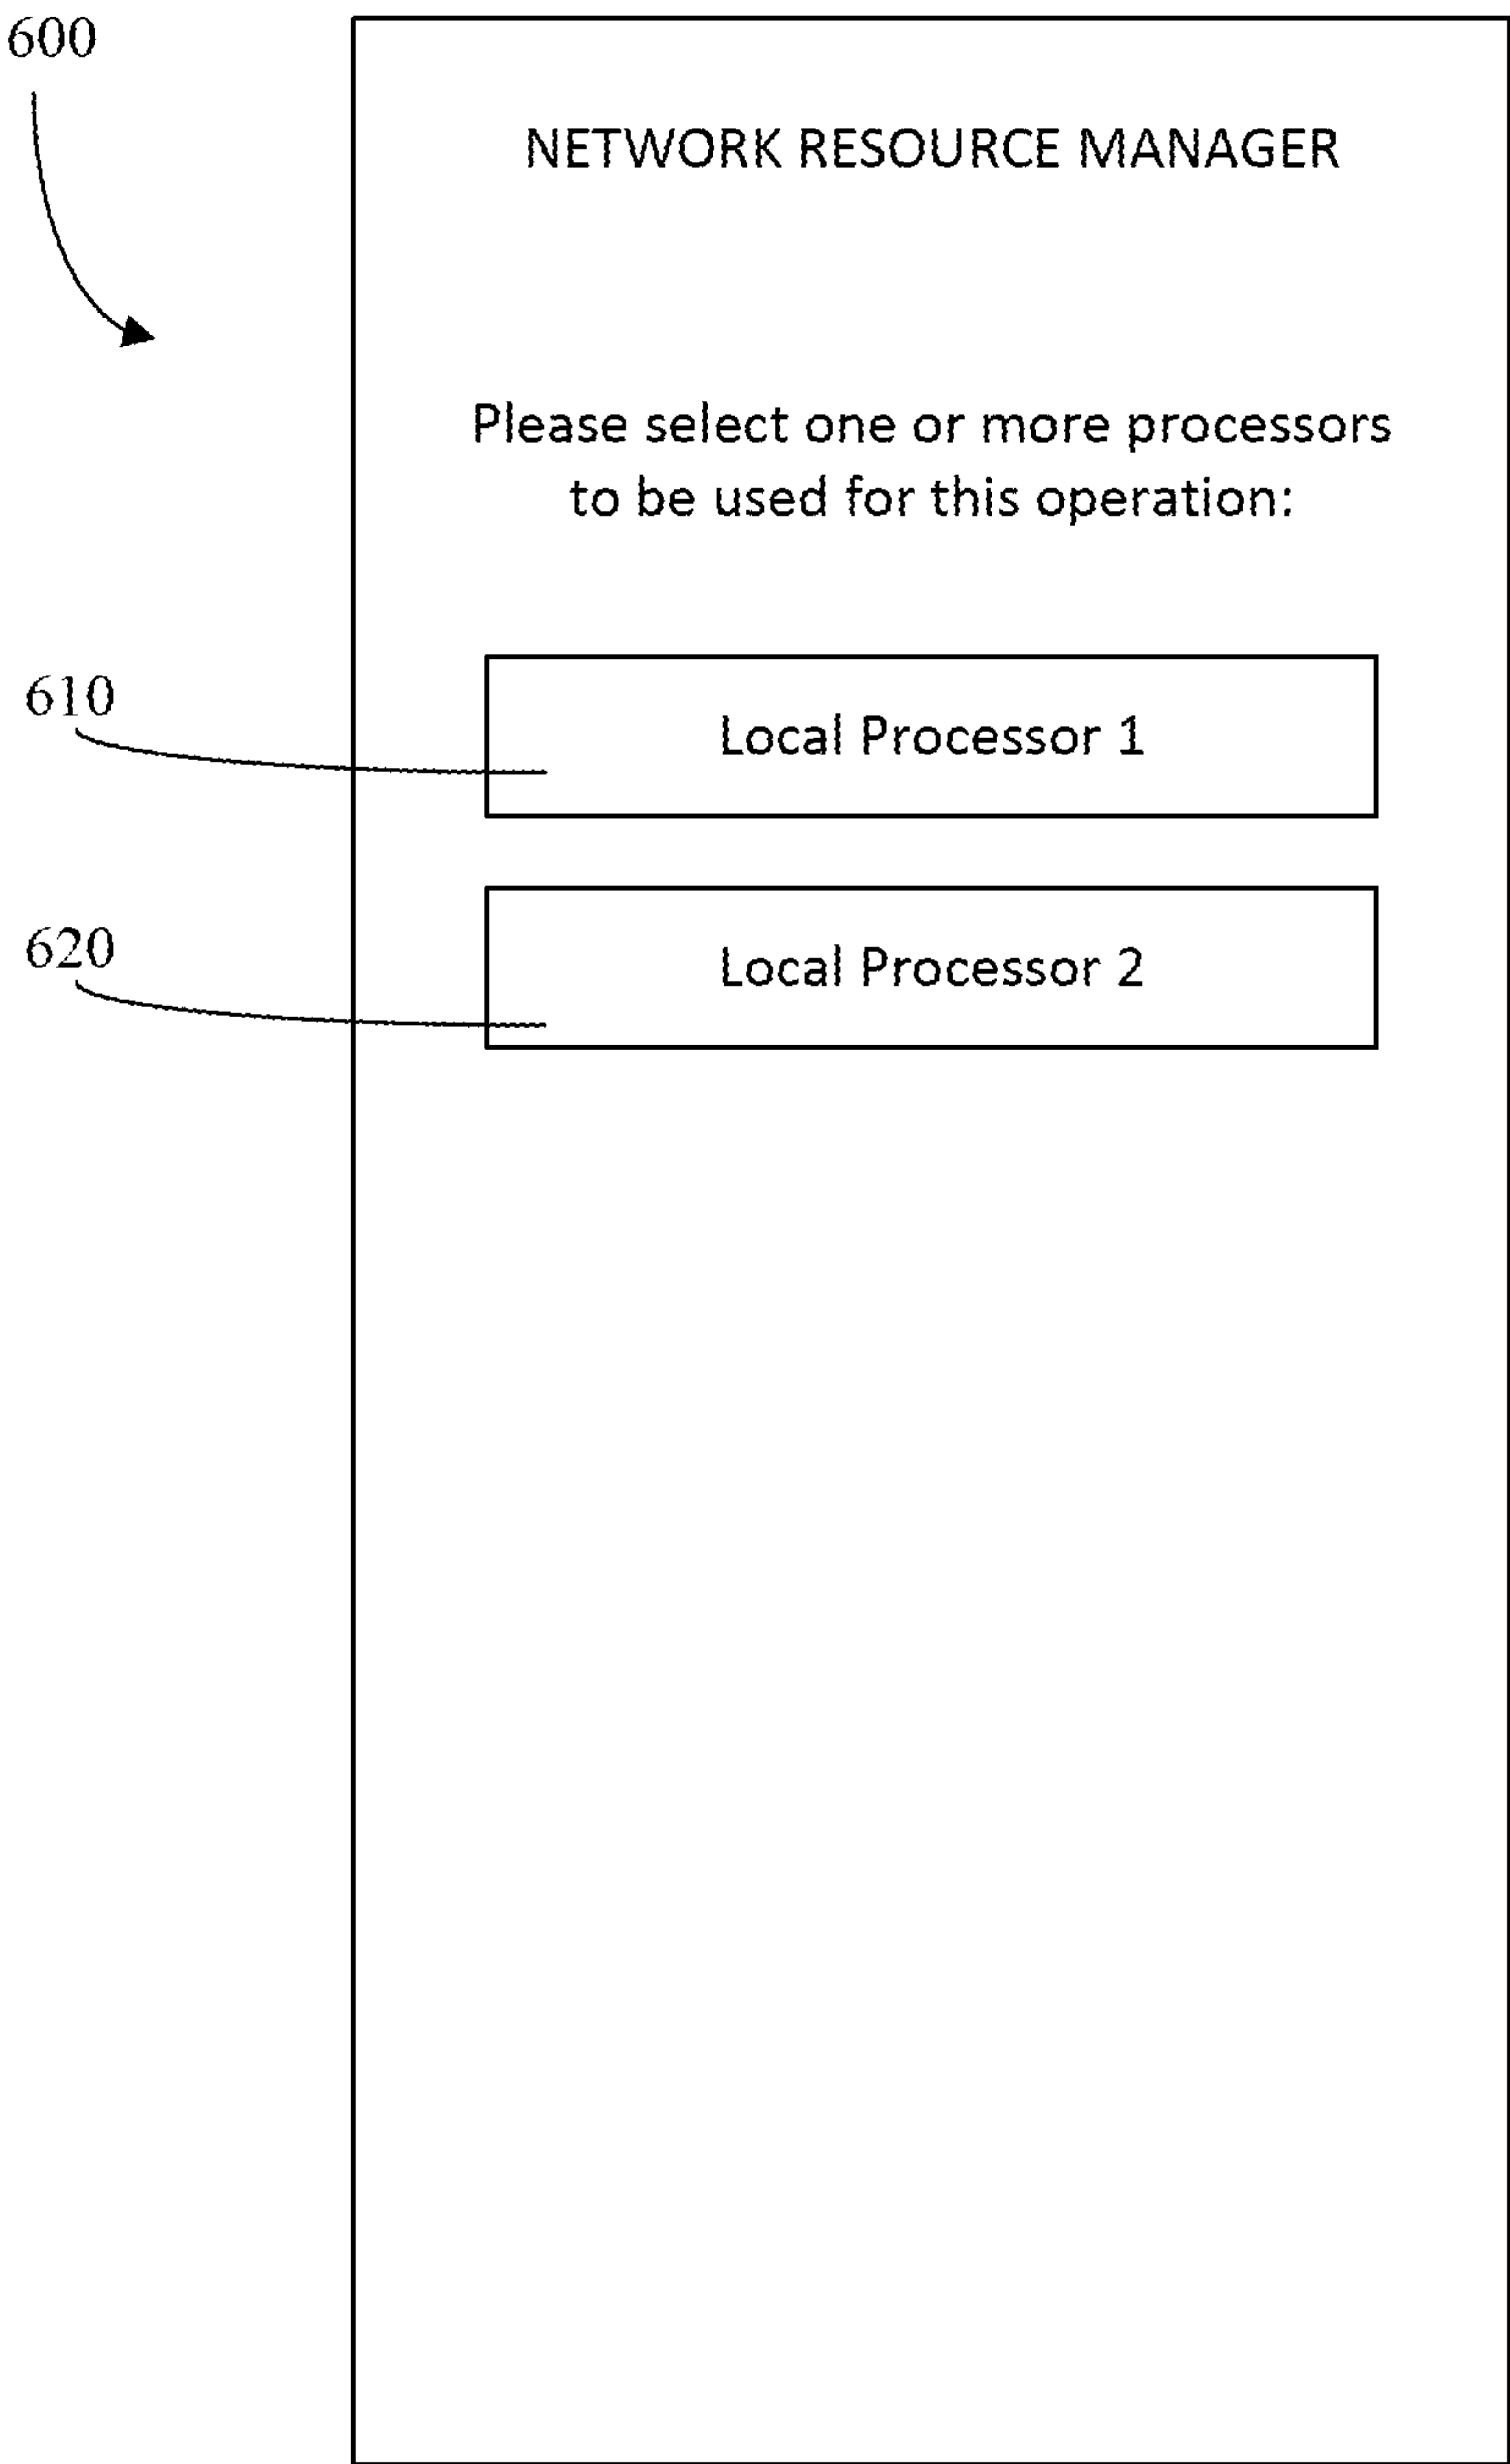 600
NETWORK RESOURCE MANAGER
Please select one or more processors
to be used for this operation:
610
Local Processor 1
620
Local Processor 2